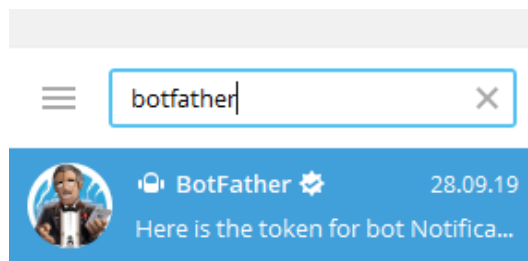 botfather
BotFather 28.09.19
Here is the token for bot Notifica...